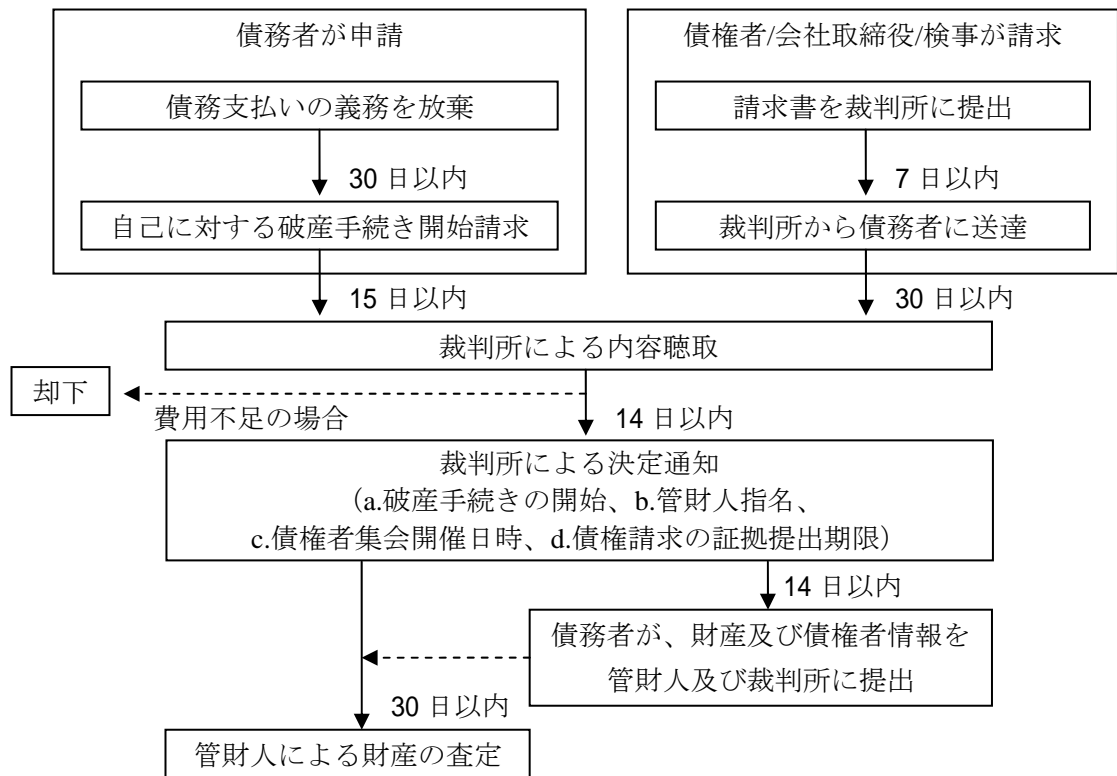 債務者が申請
債務支払いの義務を放棄
30 日以内
自己に対する破産手続き開始請求
15 日以内
債権者/会社取締役/検事が請求
請求書を裁判所に提出
7 日以内
裁判所から債務者に送達
30 日以内
裁判所による内容聴取
却下
費用不足の場合
14 日以内
裁判所による決定通知
（a.破産手続きの開始、b.管財人指名、
c.債権者集会開催日時、d.債権請求の証拠提出期限）
14 日以内
債務者が、財産及び債権者情報を
管財人及び裁判所に提出
30 日以内
管財人による財産の査定